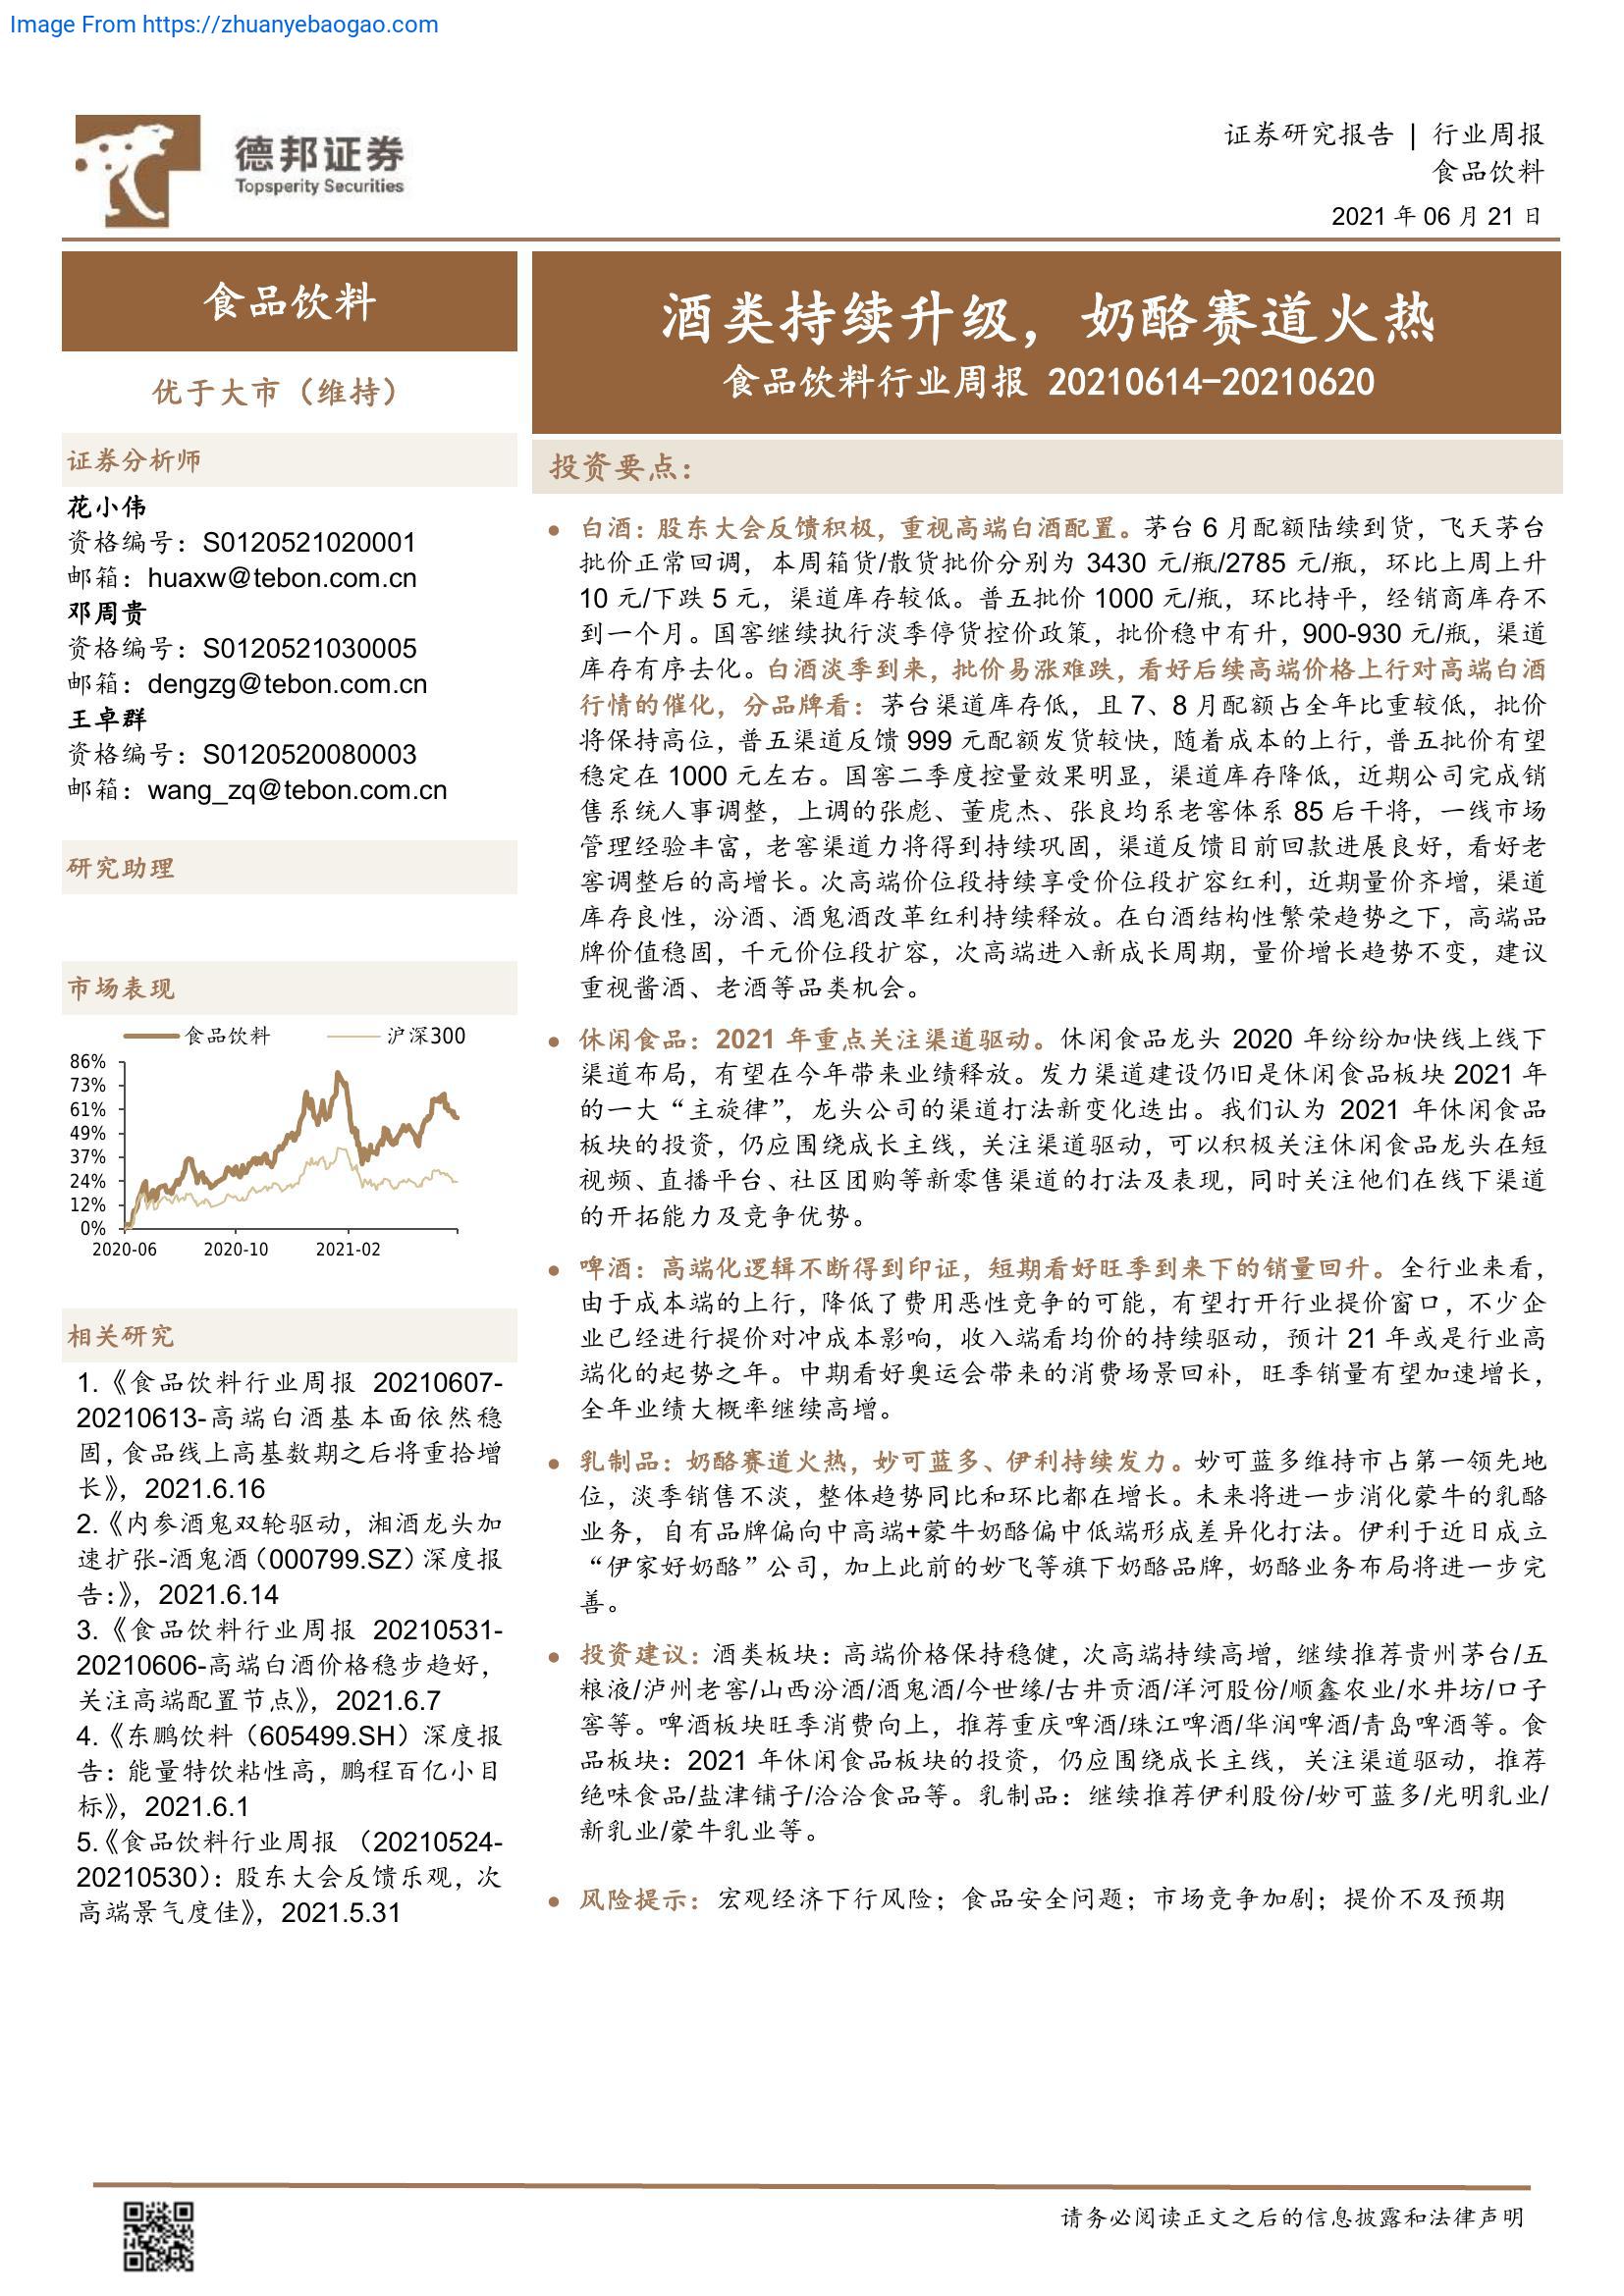 Image From https://zhuanyebaogao.com
德邦证券
Topsperity Securities
证券研究报告 | 行业周报
食品饮料
2021 年 06 月 21 日
食品饮料
优于大市（维持）
证券分析师
花小伟
资格编号：S0120521020001
邮箱：huaxw@tebon.com.cn
邓周贵
资格编号：S0120521030005
邮箱：dengzg@tebon.com.cn
王卓群
资格编号：S0120520080003
邮箱：wang_zq@tebon.com.cn
研究助理
市场表现
食品饮料 沪深300
86%
73%
61%
49%
37%
24%
12%
0%
2020-06 2020-10 2021-02
相关研究
1.《食品饮料行业周报 20210607-
20210613-高端白酒基本面依然稳
固，食品线上高基数期之后将重拾增
长》，2021.6.16
2.《内参酒鬼双轮驱动，湘酒龙头加
速扩张-酒鬼酒（000799.SZ）深度报
告：》，2021.6.14
3.《食品饮料行业周报 20210531-
20210606-高端白酒价格稳步趋好，
关注高端配置节点》，2021.6.7
4.《东鹏饮料（605499.SH）深度报
告：能量特饮粘性高，鹏程百亿小目
标》，2021.6.1
5.《食品饮料行业周报 （20210524-
20210530）：股东大会反馈乐观，次
高端景气度佳》，2021.5.31
酒类持续升级，奶酪赛道火热
食品饮料行业周报 20210614-20210620
投资要点：
● 白酒：股东大会反馈积极，重视高端白酒配置。茅台 6 月配额陆续到货，飞天茅台
批价正常回调，本周箱货/散货批价分别为 3430 元/瓶/2785 元/瓶，环比上周上升
10 元/下跌 5 元，渠道库存较低。普五批价 1000 元/瓶，环比持平，经销商库存不
到一个月。国窖继续执行淡季停货控价政策，批价稳中有升，900-930 元/瓶，渠道
库存有序去化。白酒淡季到来，批价易涨难跌，看好后续高端价格上行对高端白酒
行情的催化，分品牌看：茅台渠道库存低，且 7、8 月配额占全年比重较低，批价
将保持高位，普五渠道反馈 999 元配额发货较快，随着成本的上行，普五批价有望
稳定在 1000 元左右。国窖二季度控量效果明显，渠道库存降低，近期公司完成销
售系统人事调整，上调的张彪、董虎杰、张良均系老窖体系 85 后干将，一线市场
管理经验丰富，老窖渠道力将得到持续巩固，渠道反馈目前回款进展良好，看好老
窖调整后的高增长。次高端价位段持续享受价位段扩容红利，近期量价齐增，渠道
库存良性，汾酒、酒鬼酒改革红利持续释放。在白酒结构性繁荣趋势之下，高端品
牌价值稳固，千元价位段扩容，次高端进入新成长周期，量价增长趋势不变，建议
重视酱酒、老酒等品类机会。
● 休闲食品：2021 年重点关注渠道驱动。休闲食品龙头 2020 年纷纷加快线上线下
渠道布局，有望在今年带来业绩释放。发力渠道建设仍旧是休闲食品板块 2021 年
的一大“主旋律”，龙头公司的渠道打法新变化迭出。我们认为 2021 年休闲食品
板块的投资，仍应围绕成长主线，关注渠道驱动，可以积极关注休闲食品龙头在短
视频、直播平台、社区团购等新零售渠道的打法及表现，同时关注他们在线下渠道
的开拓能力及竞争优势。
● 啤酒：高端化逻辑不断得到印证，短期看好旺季到来下的销量回升。全行业来看，
由于成本端的上行，降低了费用恶性竞争的可能，有望打开行业提价窗口，不少企
业已经进行提价对冲成本影响，收入端看均价的持续驱动，预计 21 年或是行业高
端化的起势之年。中期看好奥运会带来的消费场景回补，旺季销量有望加速增长，
全年业绩大概率继续高增。
● 乳制品：奶酪赛道火热，妙可蓝多、伊利持续发力。妙可蓝多维持市占第一领先地
位，淡季销售不淡，整体趋势同比和环比都在增长。未来将进一步消化蒙牛的乳酪
业务，自有品牌偏向中高端+蒙牛奶酪偏中低端形成差异化打法。伊利于近日成立
“伊家好奶酪”公司，加上此前的妙飞等旗下奶酪品牌，奶酪业务布局将进一步完
善。
● 投资建议：酒类板块：高端价格保持稳健，次高端持续高增，继续推荐贵州茅台/五
粮液/泸州老窖/山西汾酒/酒鬼酒/今世缘/古井贡酒/洋河股份/顺鑫农业/水井坊/口子
窖等。啤酒板块旺季消费向上，推荐重庆啤酒/珠江啤酒/华润啤酒/青岛啤酒等。食
品板块：2021 年休闲食品板块的投资，仍应围绕成长主线，关注渠道驱动，推荐
绝味食品/盐津铺子/洽洽食品等。乳制品：继续推荐伊利股份/妙可蓝多/光明乳业/
新乳业/蒙牛乳业等。
● 风险提示：宏观经济下行风险；食品安全问题；市场竞争加剧；提价不及预期
请务必阅读正文之后的信息披露和法律声明